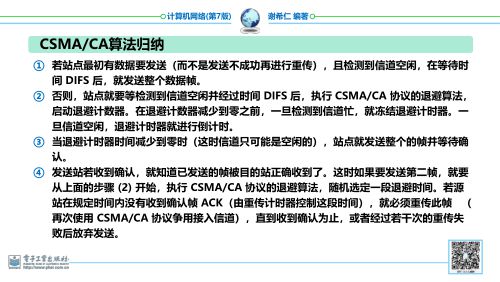 计算机网络(第7版)
谢希仁 编著
CSMA/CA算法归纳
① 若站点最初有数据要发送（而不是发送不成功再进行重传），且检测到信道空闲，在等待时
间 DIFS 后，就发送整个数据帧。
② 否则，站点就要等检测到信道空闲并经过时间 DIFS 后，执行 CSMA/CA 协议的退避算法，
启动退避计数器。在退避计数器减少到零之前，一旦检测到信道忙，就冻结退避计时器。一
旦信道空闲，退避计时器就进行倒计时。
③ 当退避计时器时间减少到零时（这时信道只可能是空闲的），站点就发送整个的帧并等待确
认。
④ 发送站若收到确认，就知道已发送的帧被目的站正确收到了。这时如果要发送第二帧，就要
从上面的步骤 (2) 开始，执行 CSMA/CA 协议的退避算法，随机选定一段退避时间。若源
站在规定时间内没有收到确认帧 ACK（由重传计时器控制这段时间），就必须重传此帧 （
再次使用 CSMA/CA 协议争用接入信道），直到收到确认为止，或者经过若干次的重传失
败后放弃发送。
电子工业出版社
http://www.phei.com.cn